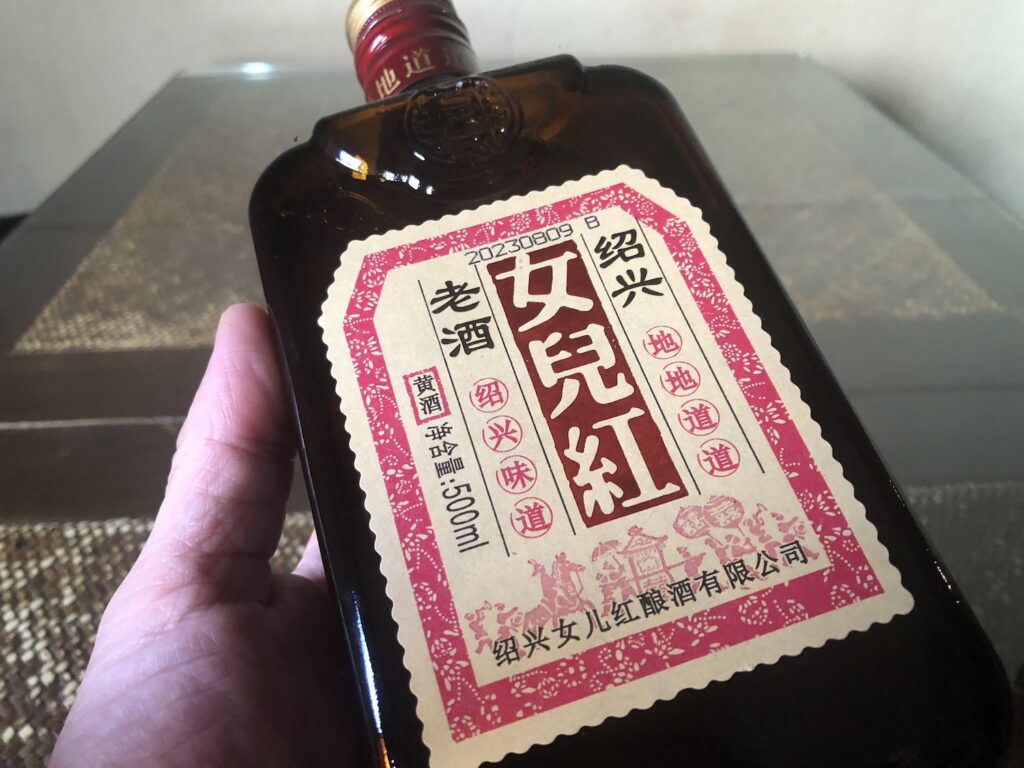 地道
20230809 B
绍兴
地地道道
女兒紅
老酒
绍兴味道
黄酒
净含量:500ml
绍兴女儿红酿酒有限公司